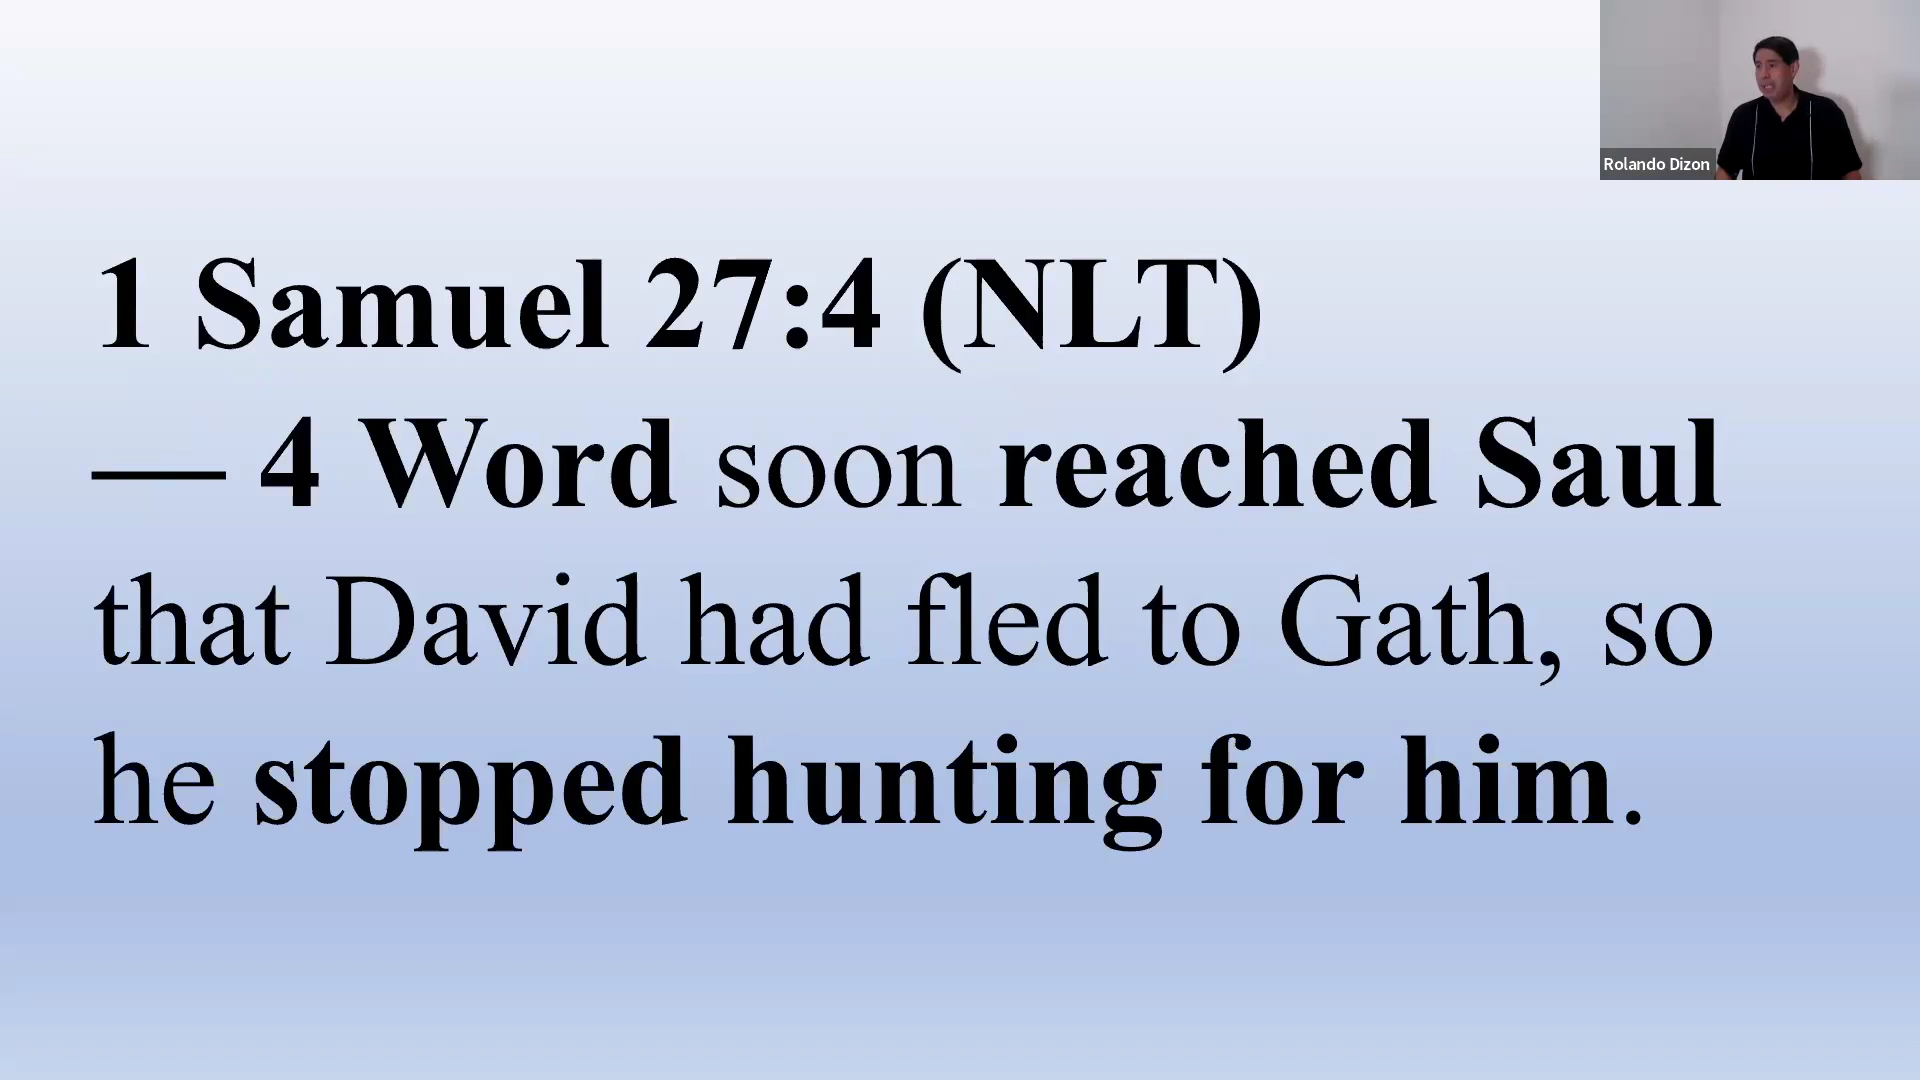 Rolando Dizon
1 Samuel 27:4 (NLT)
— 4 Word soon reached Saul
that David had fled to Gath, so
he stopped hunting for him.